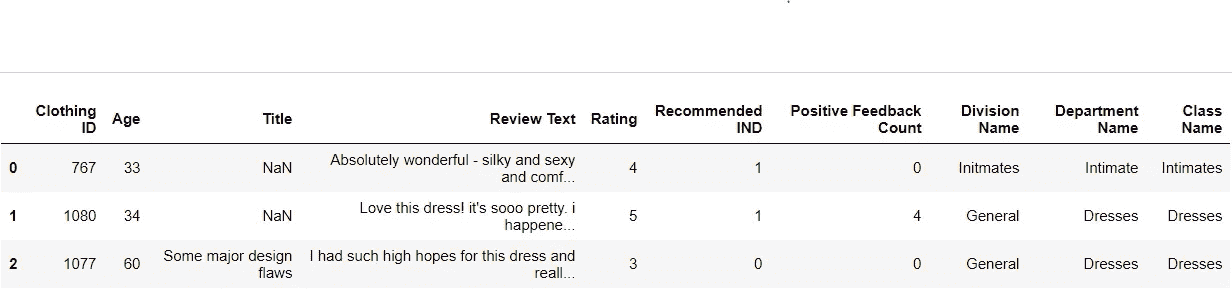 Clothing ID Age Title Review Text Rating Recommended IND Positive Feedback Count Division Name Department Name Class Name
0 767 33 NaN Absolutely wonderful - silky and sexy and comf... 4 1 0 Initmates Intimate Intimates
1 1080 34 NaN Love this dress! it's sooo pretty. i happene... 5 1 4 General Dresses Dresses
2 1077 60 Some major design flaws I had such high hopes for this dress and reall... 3 0 0 General Dresses Dresses